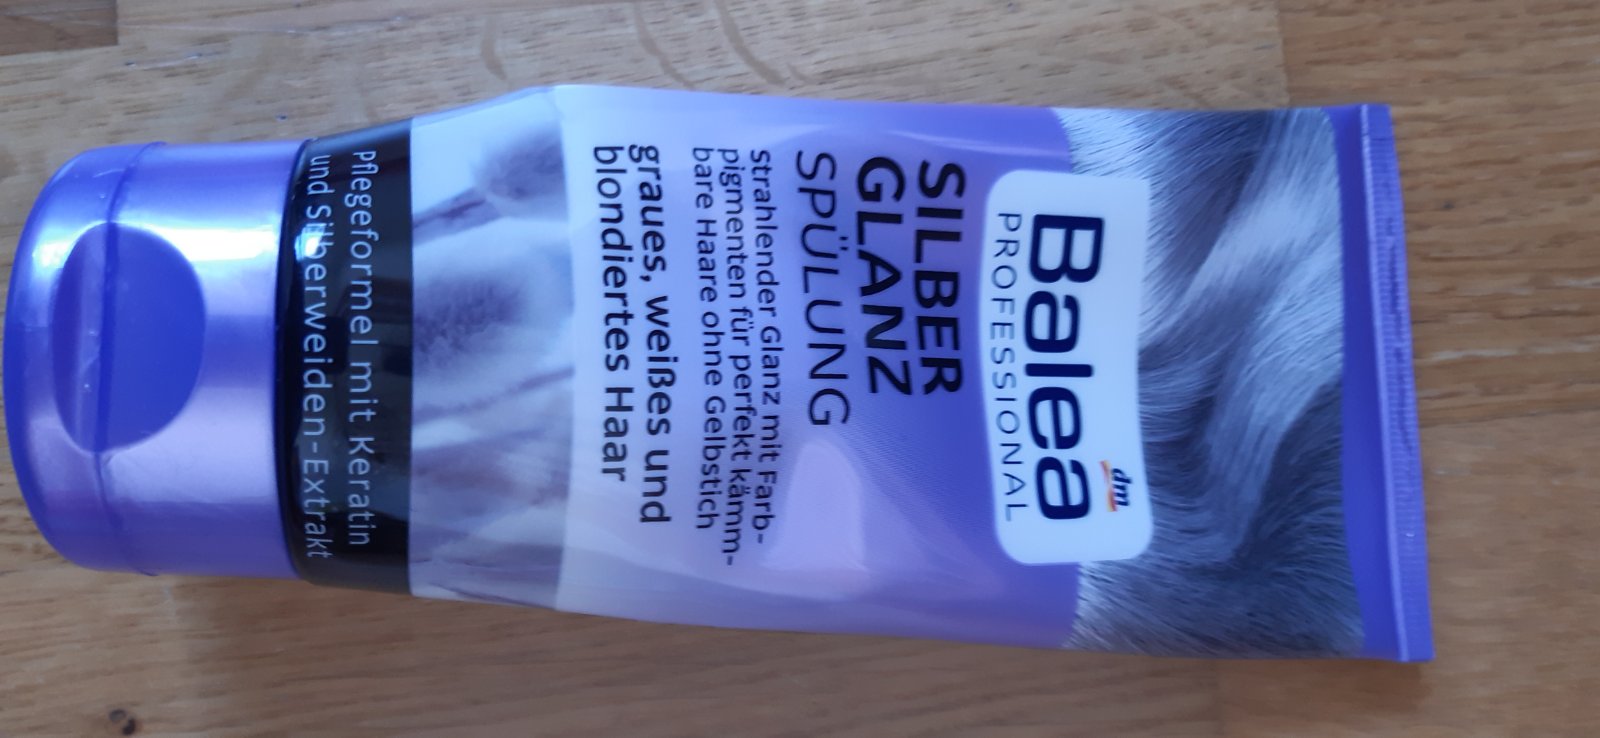 dm
Balea
PROFESSIONAL
SILBER
GLANZ
SPÜLUNG
Strahlender Glanz mit Farb-
pigmenten für perfekt kämm-
bare Haare ohne Gelbstich
graues, weißes und
blondiertes Haar
Pflegeformel mit Keratin
und Silberweiden-Extrakt